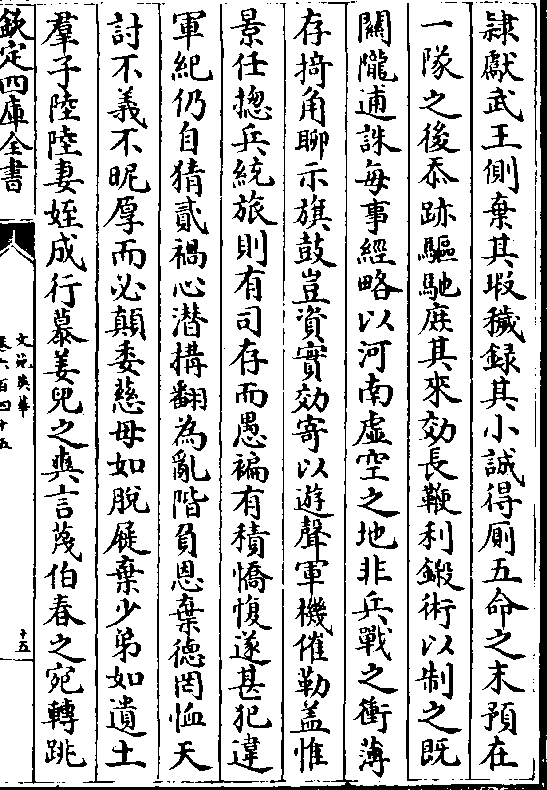 隷獻武王側棄其瑕穢録其小誠得厠五命之末預在
一隊之後忝跡驅馳庶其來効長鞭利鍛術以制之既
關隴逋誅每事經略以河南虛空之地非兵戰之衝薄
存掎角聊示旗鼓豈資實効寄以遊聲軍機催勒蓋惟
景任揔兵統旅則有司存而愚褊有積憍愎遂甚犯違
軍紀仍自猜貳禍心潜搆翻為亂階負恩棄德罔恤天
討不義不昵厚而必顛委慈母如脫屣棄少弟如遺土
羣子陸陸妻姪成行慕姜兒之爽言蔑伯春之宛轉跳
欽定四庫全書
文苑英華
卷六百四十五
十五